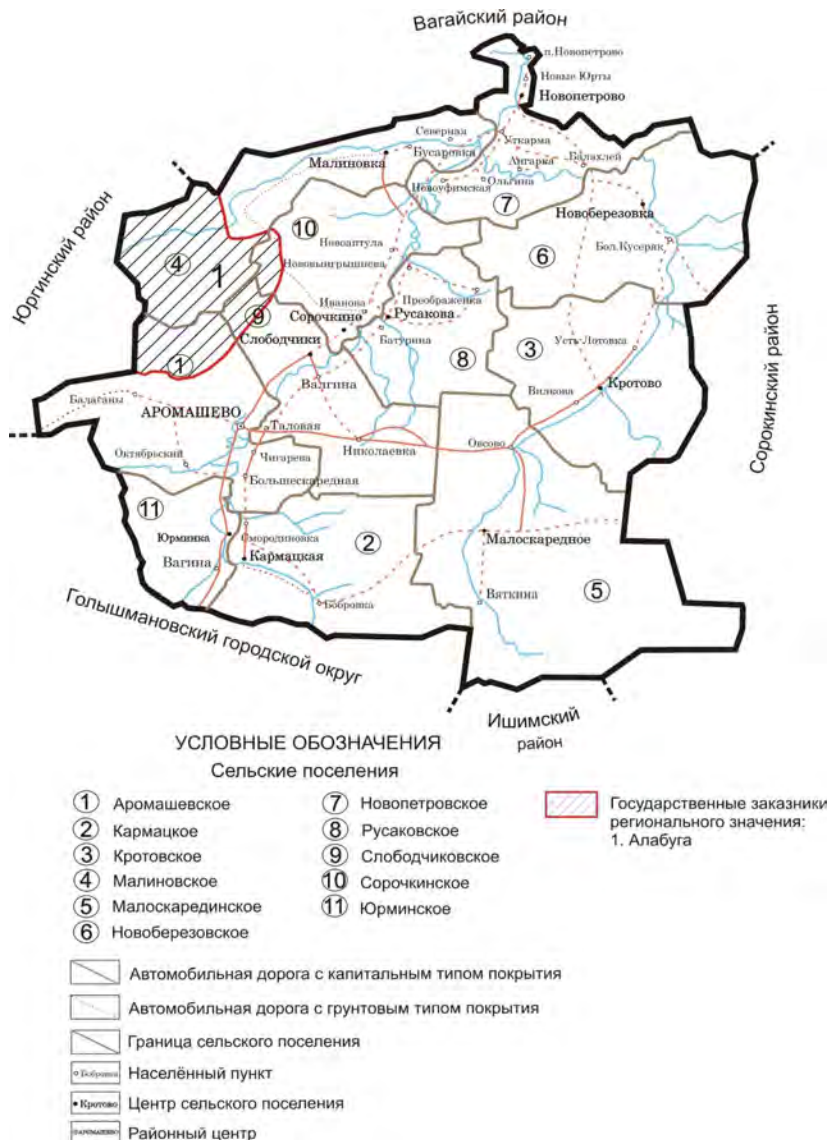 Вагайский район
п.Новопетрово
Новые Юрты
Новопетрово
Северная
Уткарма
Бусаровка
Малиновка
Ангарка
Балахлей
Новоуфимская
Ольгина
7
Новоберезовка
10
Юргинский район
Новоаптула
6
Бол.Кусеряк
4
1
Нововыигрышнева
Преображенка
Иванова
9
Сорочкино
Русакова
Слободчики
Батурина
8
3
Усть-Лотовка
Сорокинский район
1
Валгина
Вилкова
Кротово
Балаганы
АРОМАШЕВО
Таловая
Николаевка
Овсово
Октябрьский
Чигарева
Большескаредная
11
Юрминка
Смородиновка
2
Малоскаредное
Кармацкая
Вагина
Бобровка
Вяткина
5
Голышмановский городской округ
Ишимский
район
УСЛОВНЫЕ ОБОЗНАЧЕНИЯ
Сельские поселения
1 Аромашевское
2 Кармацкое
3 Кротовское
4 Малиновское
5 Малоскарединское
6 Новоберезовское
7 Новопетровское
8 Русаковское
9 Слободчиковское
10 Сорочкинское
11 Юрминское
Государственные заказники
регионального значения:
1. Алабуга
Автомобильная дорога с капитальным типом покрытия
Автомобильная дорога с грунтовым типом покрытия
Граница сельского поселения
Бобровка Населённый пункт
Кротово Центр сельского поселения
АРОМАШЕВО Районный центр